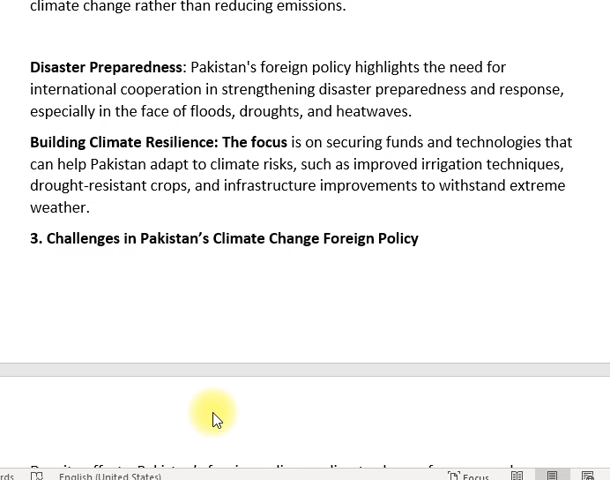 climate change rather than reducing emissions.
Disaster Preparedness: Pakistan's foreign policy highlights the need for
international cooperation in strengthening disaster preparedness and response,
especially in the face of floods, droughts, and heatwaves.
Building Climate Resilience: The focus is on securing funds and technologies that
can help Pakistan adapt to climate risks, such as improved irrigation techniques,
drought-resistant crops, and infrastructure improvements to withstand extreme
weather.
3. Challenges in Pakistan’s Climate Change Foreign Policy
rds English (United States) Focus